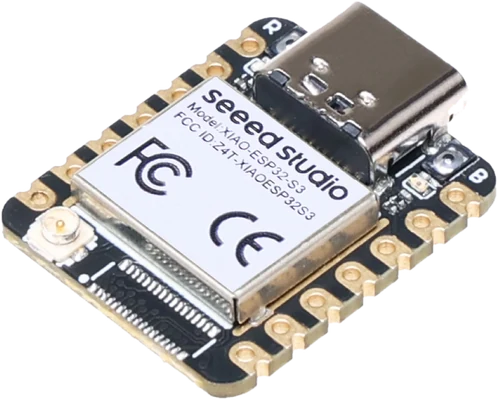 R
seeed studio
Model:XIAO-ESP32-S3
FCC ID:Z4T-XIAOESP32S3
FC CE
B